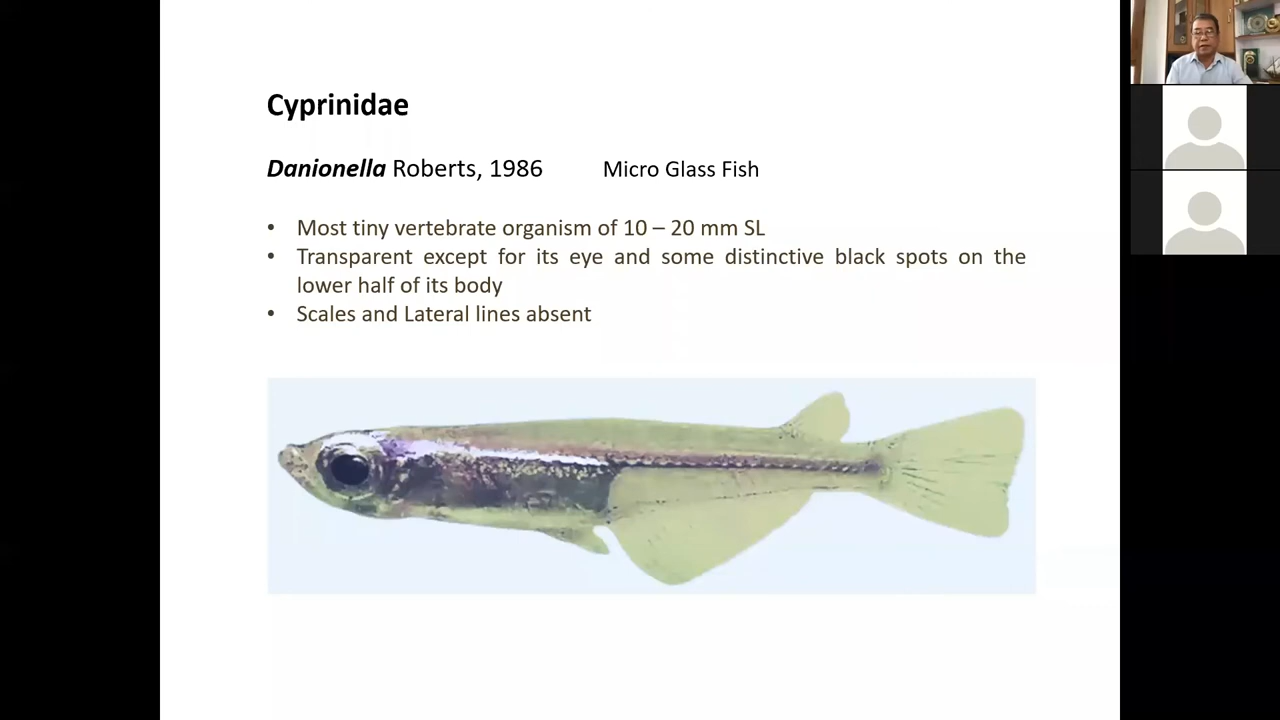 Cyprinidae
Danionella Roberts, 1986 Micro Glass Fish
• Most tiny vertebrate organism of 10 – 20 mm SL
• Transparent except for its eye and some distinctive black spots on the
lower half of its body
• Scales and Lateral lines absent